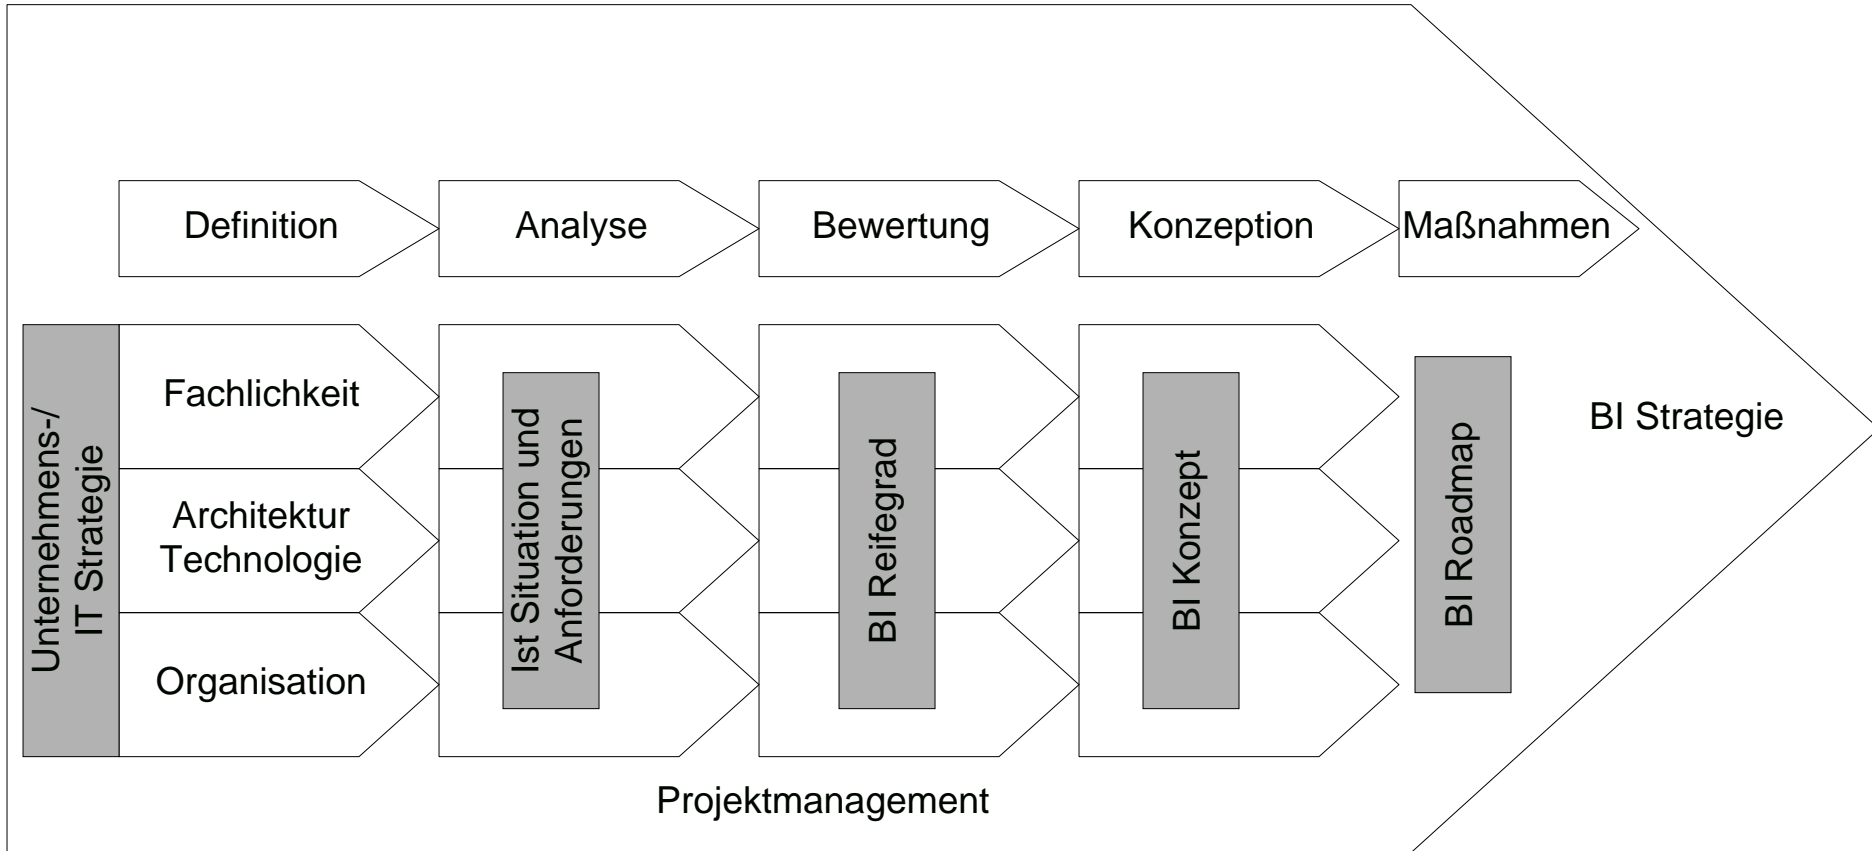 Definition
Analyse
Bewertung
Konzeption
Maßnahmen
Unternehmens-/
IT Strategie
Fachlichkeit
Architektur
Technologie
Organisation
Ist Situation und
Anforderungen
BI Reifegrad
BI Konzept
BI Roadmap
BI Strategie
Projektmanagement